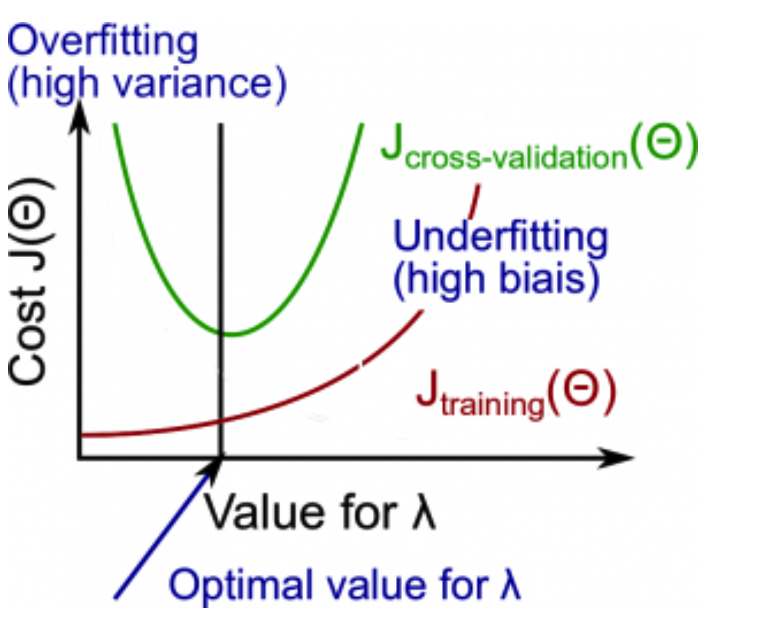 Overfitting
(high variance)
Jcross-validation(Θ)
Underfitting
(high biais)
Cost J(Θ)
Jtraining(Θ)
Value for λ
Optimal value for λ